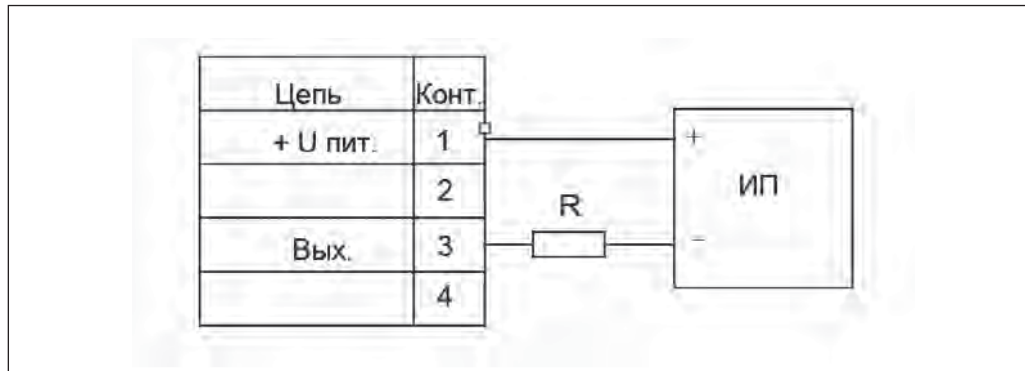 Цепь Конт.
+ U пит. 1
2
Вых. 3
4
R
+
ИП
-